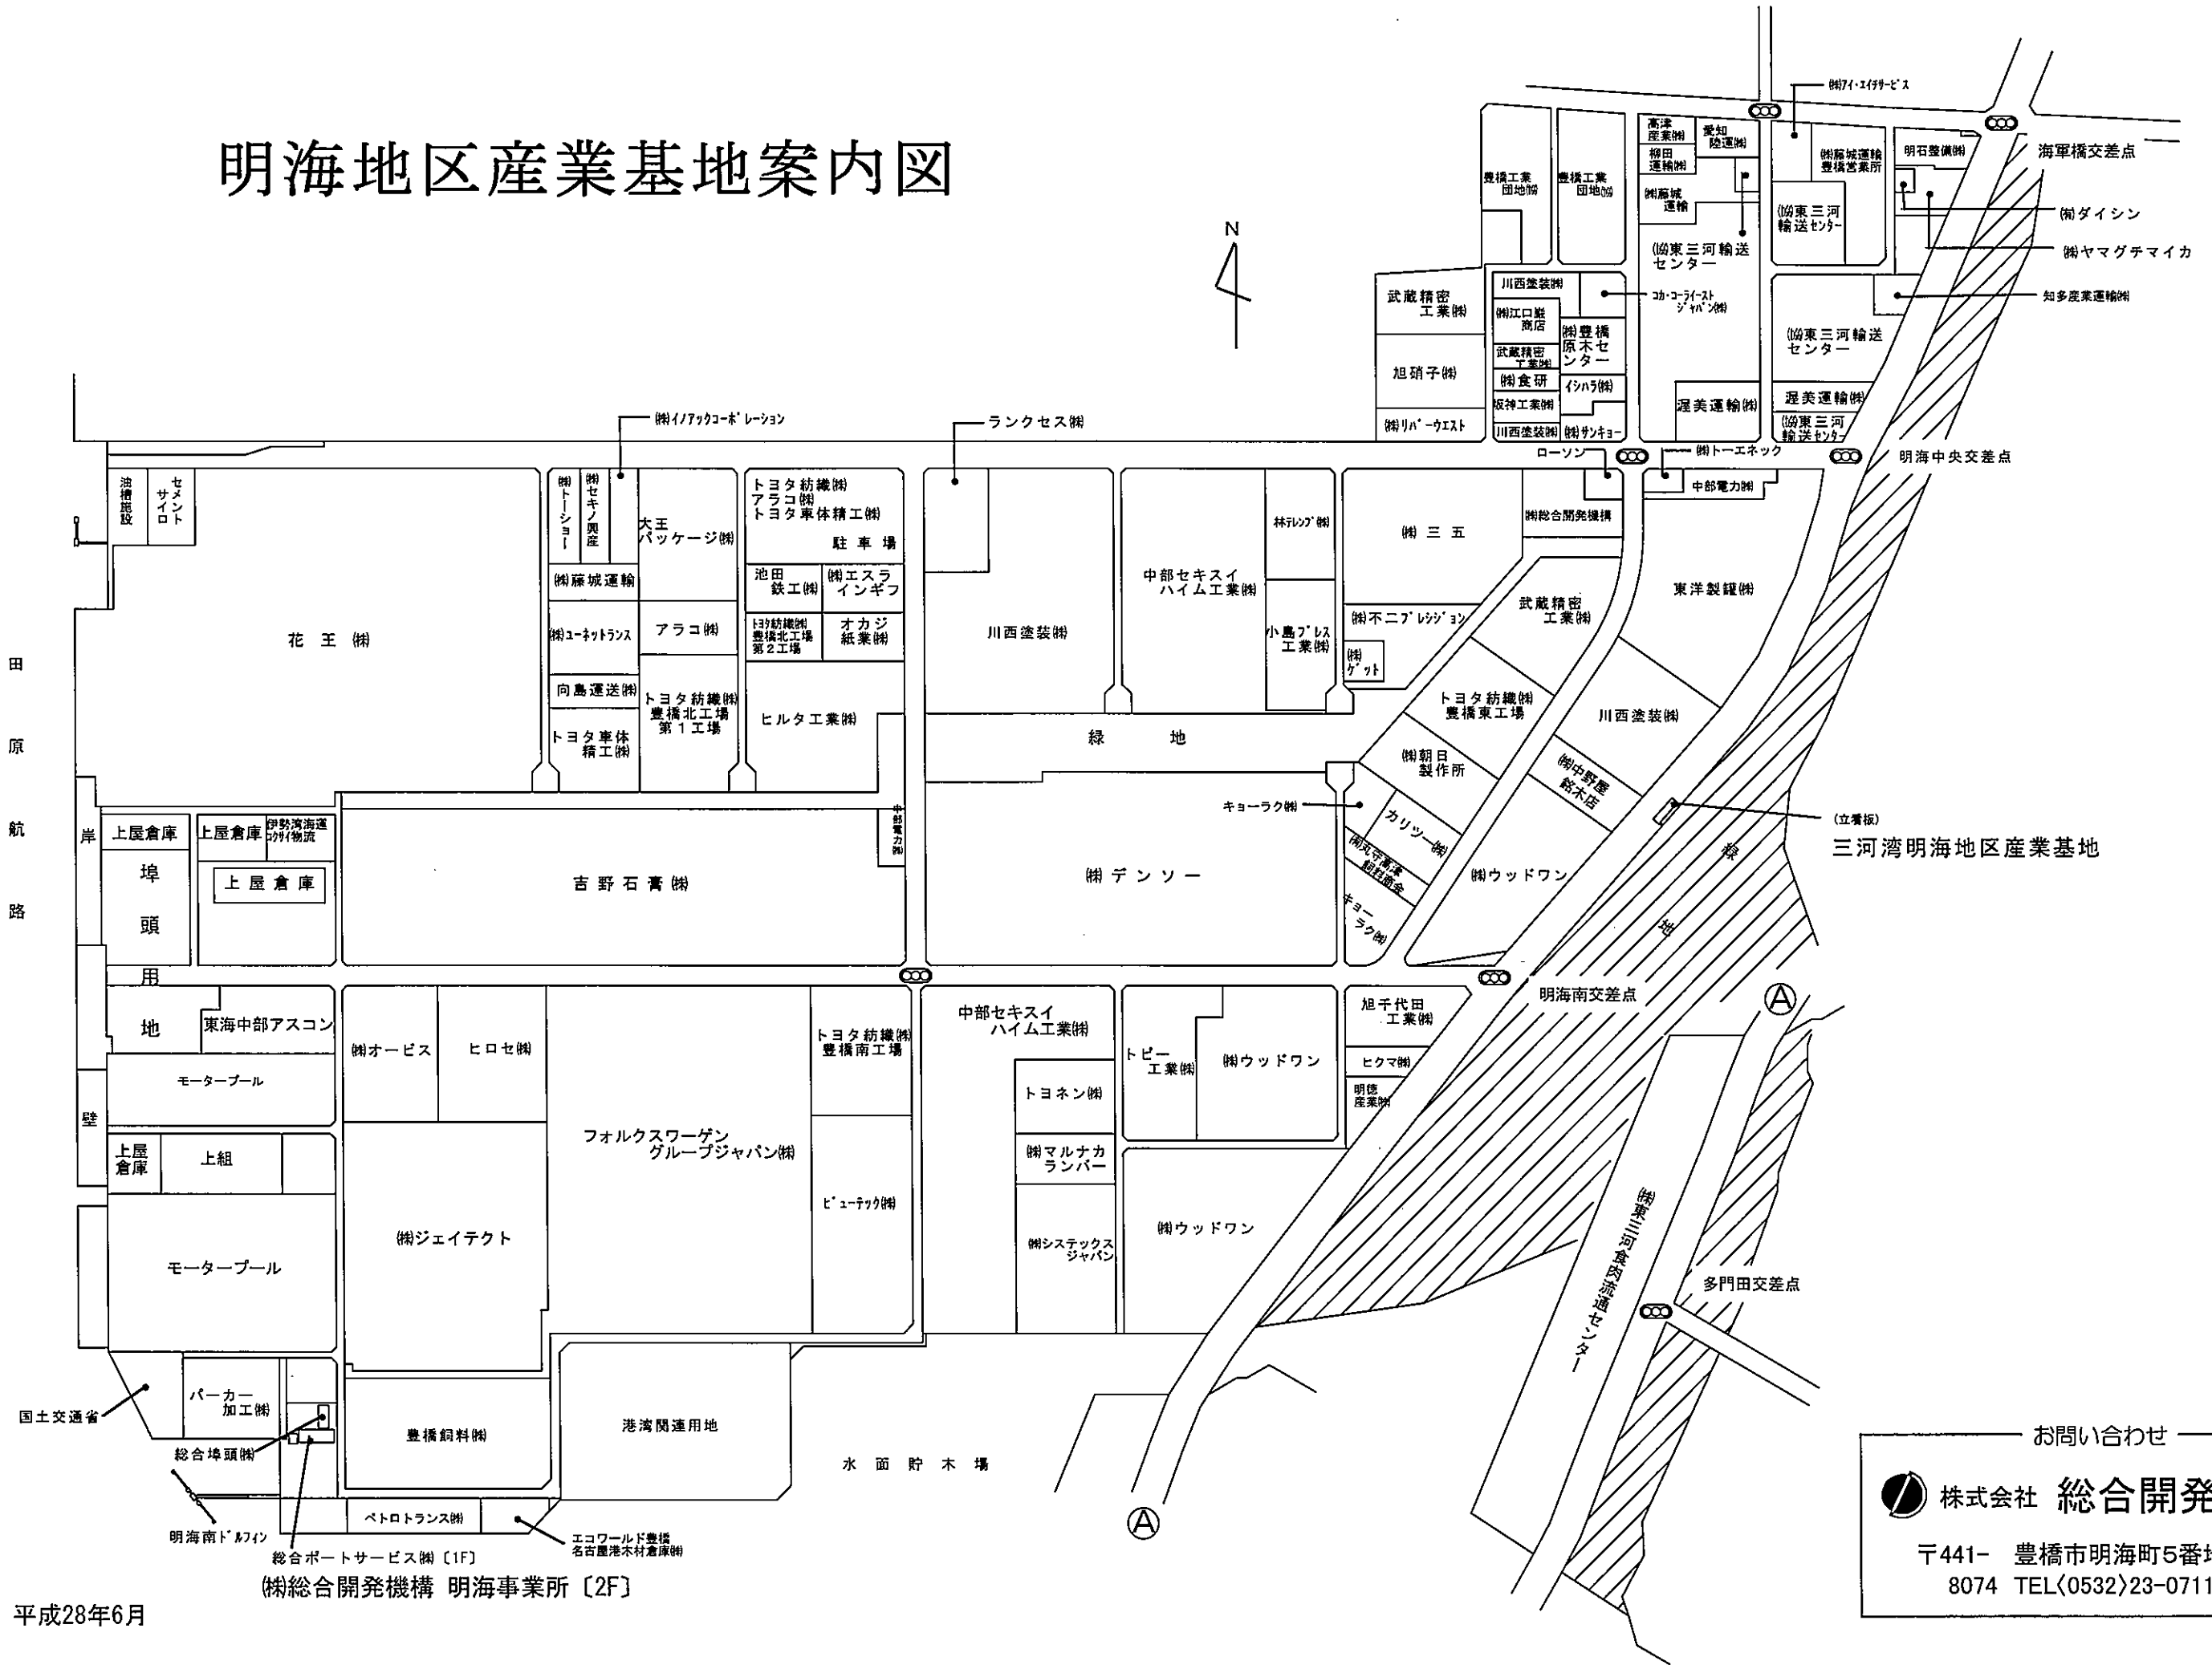 明海地区産業基地案内図
N
㈱アイ・エイチサービス
海軍橋交差点
高津
産業㈱
愛知
陸運㈱
柳田
運輸㈱
㈱藤城
運輸
㈱藤城運輸
豊橋営業所
明石整備㈱
㈲ダイシン
㈱ヤマグチマイカ
知多産業運輸㈱
豊橋工業
団地㈿
豊橋工業
団地㈿
㈿東三河
輸送センター
㈿東三河輸送
センター
㈿東三河輸送
センター
武蔵精密
工業㈱
川西塗装㈱
コカ・コーライースト
ジャパン㈱
㈱江口巌
商店
㈱豊橋
原木セ
ンター
武蔵精密
工業㈱
旭硝子㈱
㈱食研
イシハラ㈱
坂神工業㈱
渥美運輸㈱
渥美運輸㈱
㈱リバーウエスト
川西塗装㈱
㈱サンキョー
㈿東三河
輸送センター
㈱イノアックコーポレーション
ランクセス㈱
ローソン
㈱トーエネック
明海中央交差点
油槽施設
セメント
サイロ
㈱トーショー
㈱セキノ興産
大王
パッケージ㈱
トヨタ紡織㈱
アラコ㈱
トヨタ車体精工㈱
駐車場
林テレンプ㈱
㈱三五
㈱総合開発機構
中部電力㈱
㈱藤城運輸
池田
鉄工㈱
㈱エスラ
インギフ
中部セキスイ
ハイム工業㈱
東洋製罐㈱
武蔵精密
工業㈱
花王㈱
㈱ユーネットランス
アラコ㈱
トヨタ紡織㈱
豊橋北工場
第2工場
オカジ
紙業㈱
川西塗装㈱
小島プレス
工業㈱
㈱不二プレシジョン
㈱
ゲット
向島運送㈱
トヨタ紡織㈱
豊橋北工場
第1工場
ヒルタ工業㈱
トヨタ車体
精工㈱
緑地
トヨタ紡織㈱
豊橋東工場
川西塗装㈱
㈱朝日
製作所
㈱中野屋
銘木店
田原航路
岸
壁
上屋倉庫
上屋倉庫
伊勢湾海運
コクサイ物流
上屋倉庫
埠
頭
用
地
吉野石膏㈱
中部電力㈱
㈱デンソー
キョーラク㈱
カリツー㈱
㈲丸守高津
飼料商会
キョー
ラク㈱
㈱ウッドワン
(立看板)
三河湾明海地区産業基地
緑
地
明海南交差点
A
東海中部アスコン
モータープール
㈱オービス
ヒロセ㈱
トヨタ紡織㈱
豊橋南工場
中部セキスイ
ハイム工業㈱
トピー
工業㈱
㈱ウッドワン
旭千代田
工業㈱
ヒクマ㈱
明徳
産業㈱
トヨネン㈱
フォルクスワーゲン
グループジャパン㈱
上屋
倉庫
上組
㈱マルナカ
ランバー
ビューテック㈱
㈱ジェイテクト
㈱システックス
ジャパン
㈱ウッドワン
モータープール
㈱東三河食肉流通センター
多門田交差点
国土交通省
パーカー
加工㈱
総合埠頭㈱
豊橋飼料㈱
港湾関連用地
水面貯木場
A
明海南ドルフィン
ペトロトランス㈱
エコワールド豊橋
名古屋港木材倉庫㈱
総合ポートサービス㈱〔1F〕
㈱総合開発機構 明海事業所〔2F〕
平成28年6月
お問い合わせ
株式会社 総合開発
〒441-8074 豊橋市明海町5番地
TEL〈0532〉23-0711